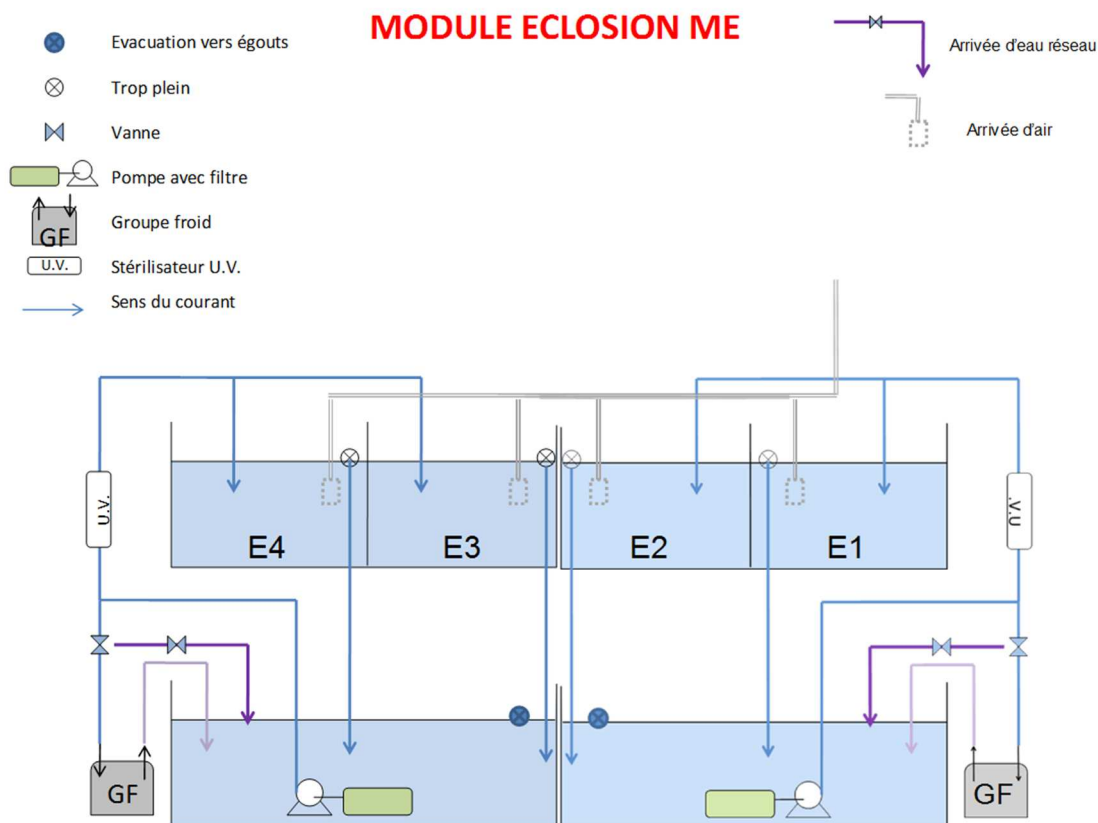 MODULE ECLOSION ME
Evacuation vers égouts
Trop plein
Vanne
Pompe avec filtre
GF
Groupe froid
U.V.
Stérilisateur U.V.
Sens du courant
Arrivée d'eau réseau
Arrivée d'air
U.V.
E4
E3
E2
E1
U.V.
GF
GF